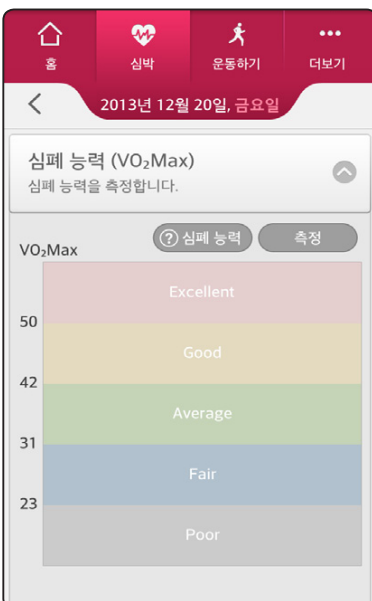 홈 심박 운동하기 더보기
2013년 12월 20일, 금요일
심폐 능력 (VO₂Max)
심폐 능력을 측정합니다.
? 심폐 능력 측정
VO₂Max
Excellent
50
Good
42
Average
31
Fair
23
Poor